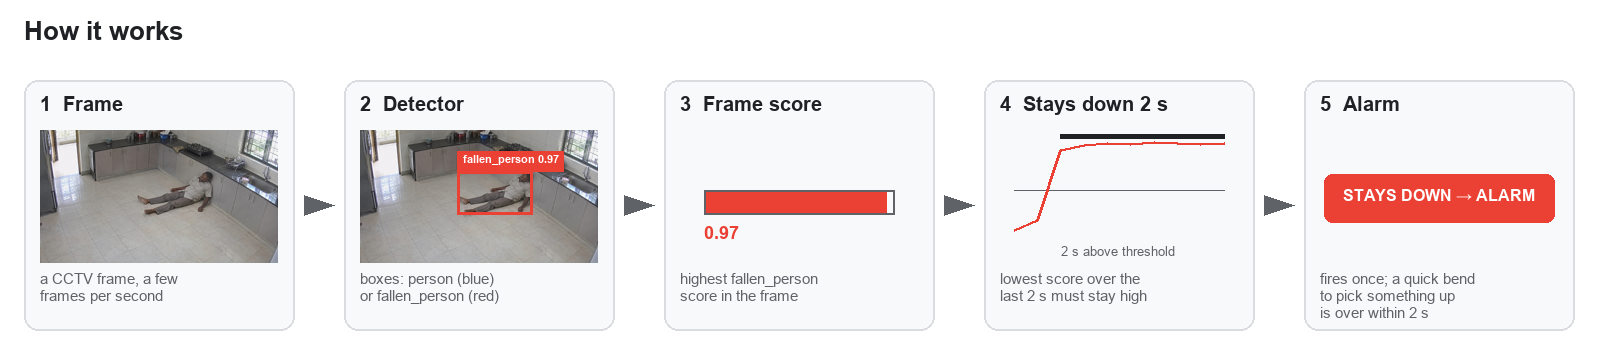 How it works
1 Frame
a CCTV frame, a few
frames per second
2 Detector
fallen_person 0.97
boxes: person (blue)
or fallen_person (red)
3 Frame score
0.97
highest fallen_person
score in the frame
4 Stays down 2 s
2 s above threshold
lowest score over the
last 2 s must stay high
5 Alarm
STAYS DOWN → ALARM
fires once; a quick bend
to pick something up
is over within 2 s